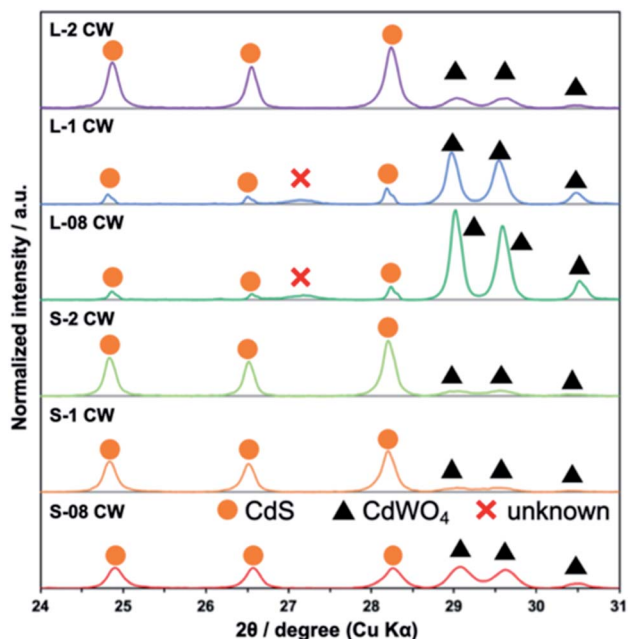 L-2 CW
L-1 CW
L-08 CW
S-2 CW
S-1 CW
S-08 CW
CdS
CdWO₄
unknown
Normalized intensity / a.u.
24 25 26 27 28 29 30 31
2θ / degree (Cu Kα)